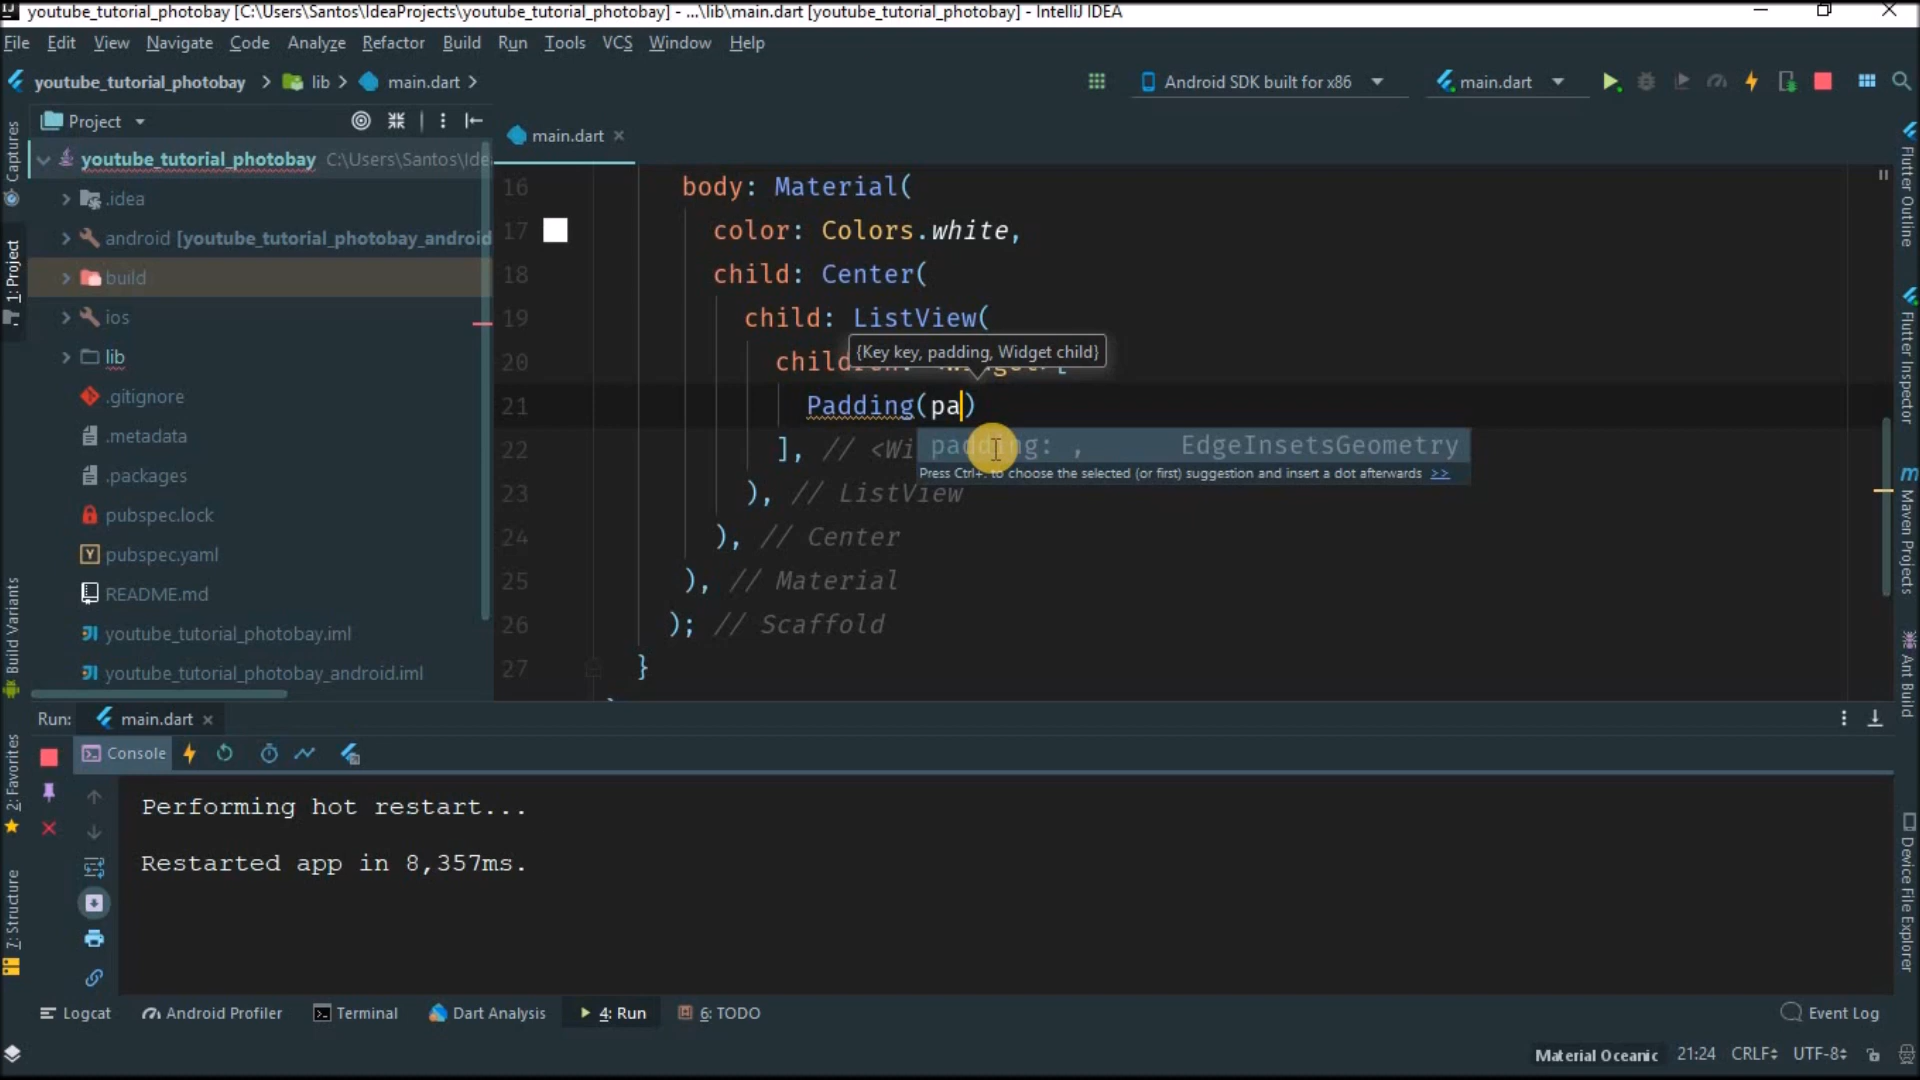 youtube_tutorial_photobay [C:\Users\Santos\IdeaProjects\youtube_tutorial_photobay] - ...\lib\main.dart [youtube_tutorial_photobay] - IntelliJ IDEA
File Edit View Navigate Code Analyze Refactor Build Run Tools VCS Window Help
youtube_tutorial_photobay lib main.dart Android SDK built for x86 main.dart
Project
main.dart
youtube_tutorial_photobay C:\Users\Santos\Ide
.idea
android [youtube_tutorial_photobay_android
build
ios
lib
.gitignore
.metadata
.packages
pubspec.lock
pubspec.yaml
README.md
youtube_tutorial_photobay.iml
youtube_tutorial_photobay_android.iml
16 body: Material(
17 color: Colors.white,
18 child: Center(
19 child: ListView(
{Key key, padding, Widget child}
20
21 Padding(pa)
padding: , EdgeInsetsGeometry
22 ], // <Wi
Press Ctrl+. to choose the selected (or first) suggestion and insert a dot afterwards >>
23 ), // ListView
24 ), // Center
25 ), // Material
26 ); // Scaffold
27 }
Captures
1: Project
Build Variants
2: Favorites
7: Structure
Flutter Outline
Flutter Inspector
Maven Projects
Ant Build
Device File Explorer
Run: main.dart
Console
Performing hot restart...
Restarted app in 8,357ms.
Logcat Android Profiler Terminal Dart Analysis 4: Run 6: TODO Event Log
Material Oceanic 21:24 CRLF UTF-8